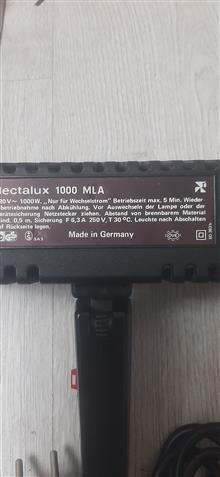 lectalux 1000 MLA
20V~ 1000W. „Nur für Wechselstrom" Betriebszeit max. 5 Min. Wieder-
betriebnahme nach Abkühlung. Vor Auswechseln der Lampe oder der
erätesicherung Netzstecker ziehen. Abstand von brennbarem Material
ind. 0,5 m. Sicherung F 6,3 A 250 V, T 30°C. Leuchte nach Abschalten
uf Rückseite legen.
GS
Made in Germany